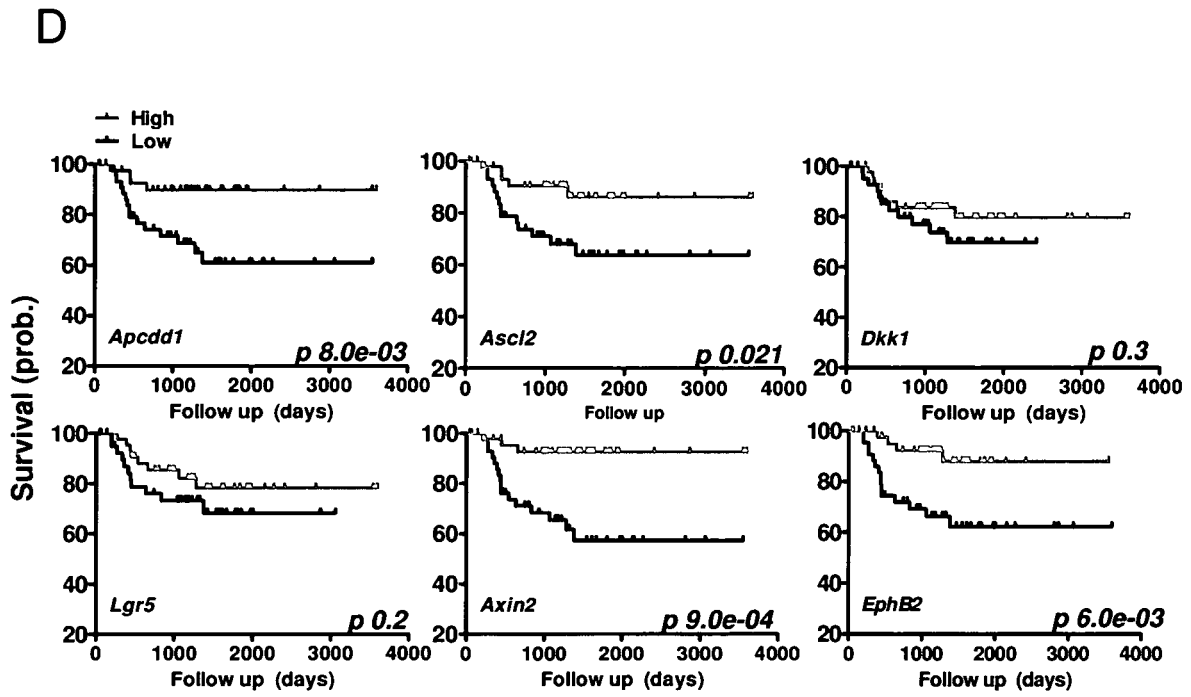 D
High
Low
Survival (prob.)
100
80
60
40
20
Apcdd1
p 8.0e-03
0 1000 2000 3000 4000
Follow up (days)
100
80
60
40
20
Ascl2
p 0.021
0 1000 2000 3000 4000
Follow up
100
80
60
40
20
Dkk1
p 0.3
0 1000 2000 3000 4000
Follow up (days)
100
80
60
40
20
Lgr5
p 0.2
0 1000 2000 3000 4000
Follow up (days)
100
80
60
40
20
Axin2
p 9.0e-04
0 1000 2000 3000 4000
Follow up (days)
100
80
60
40
20
EphB2
p 6.0e-03
0 1000 2000 3000 4000
Follow up (days)